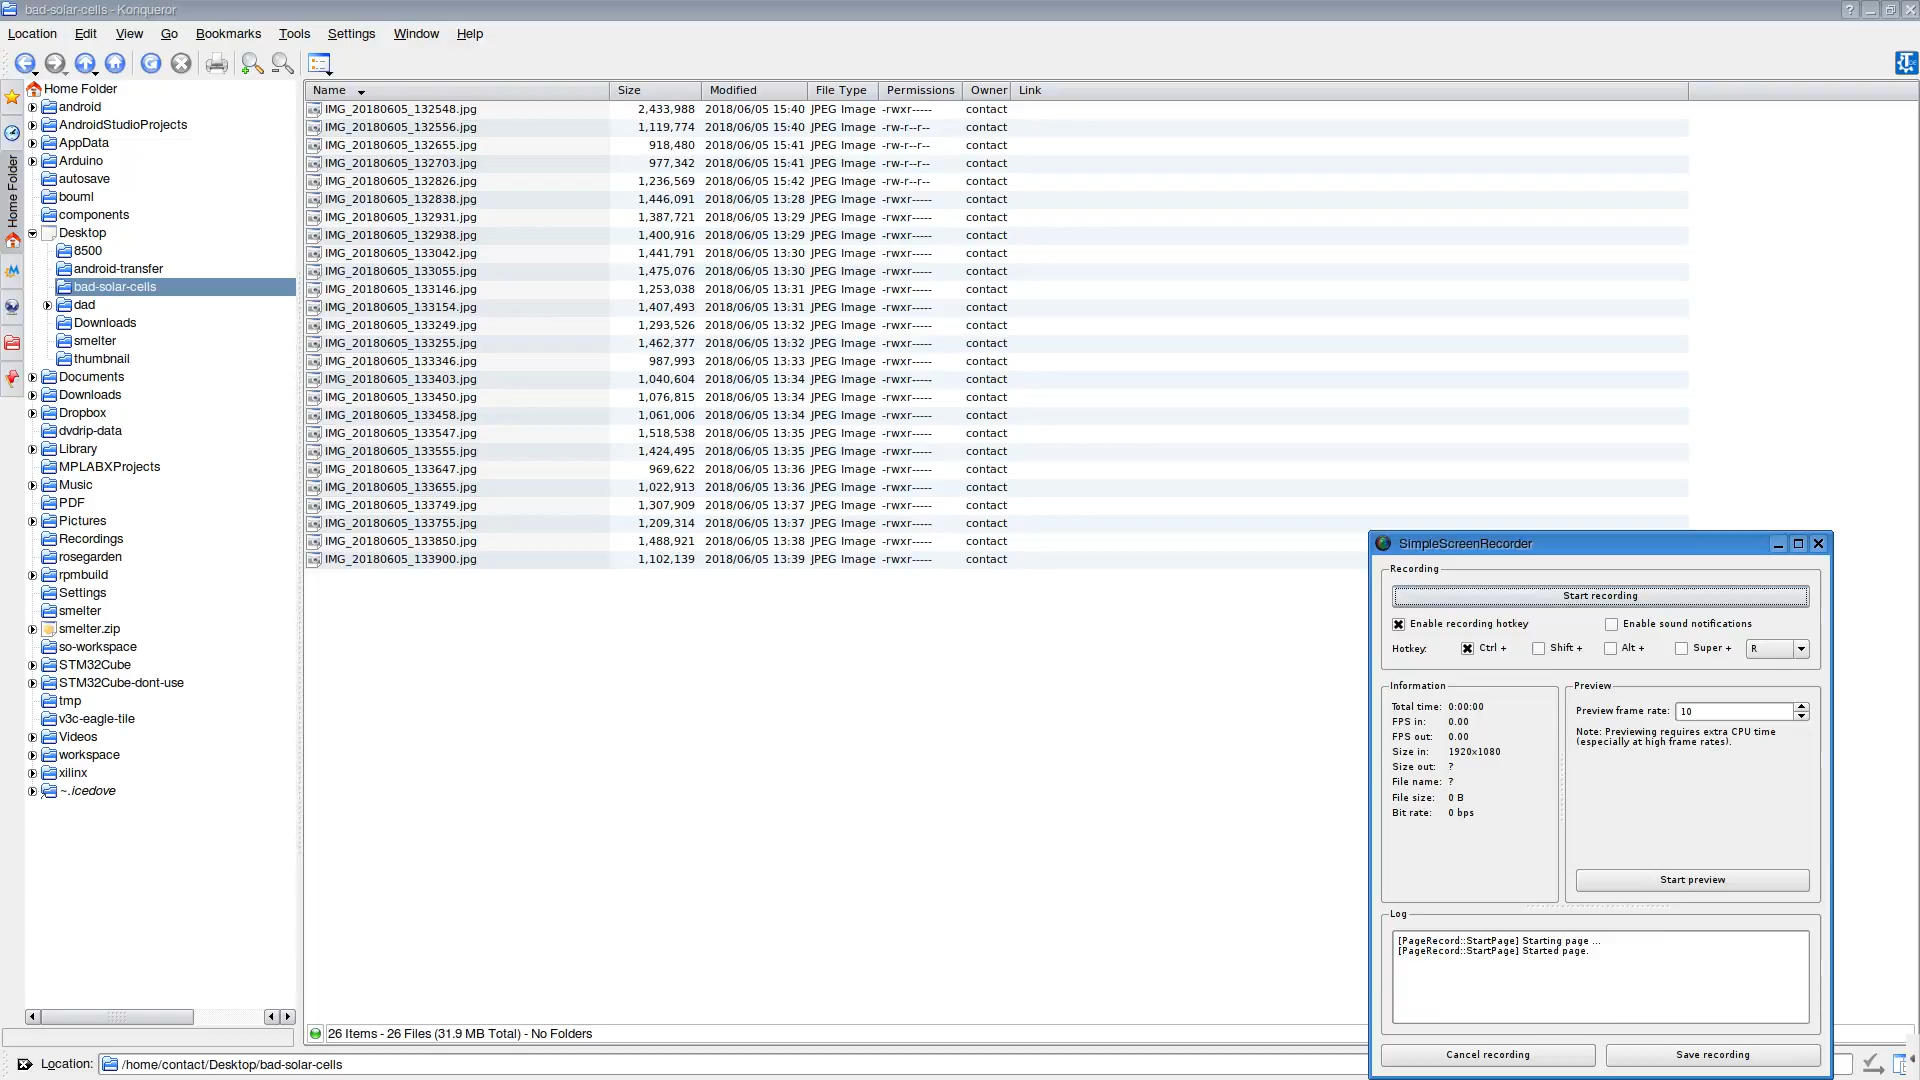 bad-solar-cells - Konqueror
Location Edit View Go Bookmarks Tools Settings Window Help
Home Folder
Home Folder
android
AndroidStudioProjects
AppData
Arduino
autosave
bouml
components
Desktop
8500
android-transfer
bad-solar-cells
dad
Downloads
smelter
thumbnail
Documents
Downloads
Dropbox
dvdrip-data
Library
MPLABXProjects
Music
PDF
Pictures
Recordings
rosegarden
rpmbuild
Settings
smelter
smelter.zip
so-workspace
STM32Cube
STM32Cube-dont-use
tmp
v3c-eagle-tile
Videos
workspace
xilinx
~.icedove
Name Size Modified File Type Permissions Owner Link
IMG_20180605_132548.jpg 2,433,988 2018/06/05 15:40 JPEG Image -rwxr----- contact
IMG_20180605_132556.jpg 1,119,774 2018/06/05 15:40 JPEG Image -rw-r--r-- contact
IMG_20180605_132655.jpg 918,480 2018/06/05 15:41 JPEG Image -rw-r--r-- contact
IMG_20180605_132703.jpg 977,342 2018/06/05 15:41 JPEG Image -rw-r--r-- contact
IMG_20180605_132826.jpg 1,236,569 2018/06/05 15:42 JPEG Image -rw-r--r-- contact
IMG_20180605_132838.jpg 1,446,091 2018/06/05 13:28 JPEG Image -rwxr----- contact
IMG_20180605_132931.jpg 1,387,721 2018/06/05 13:29 JPEG Image -rwxr----- contact
IMG_20180605_132938.jpg 1,400,916 2018/06/05 13:29 JPEG Image -rwxr----- contact
IMG_20180605_133042.jpg 1,441,791 2018/06/05 13:30 JPEG Image -rwxr----- contact
IMG_20180605_133055.jpg 1,475,076 2018/06/05 13:30 JPEG Image -rwxr----- contact
IMG_20180605_133146.jpg 1,253,038 2018/06/05 13:31 JPEG Image -rwxr----- contact
IMG_20180605_133154.jpg 1,407,493 2018/06/05 13:31 JPEG Image -rwxr----- contact
IMG_20180605_133249.jpg 1,293,526 2018/06/05 13:32 JPEG Image -rwxr----- contact
IMG_20180605_133255.jpg 1,462,377 2018/06/05 13:32 JPEG Image -rwxr----- contact
IMG_20180605_133346.jpg 987,993 2018/06/05 13:33 JPEG Image -rwxr----- contact
IMG_20180605_133403.jpg 1,040,604 2018/06/05 13:34 JPEG Image -rwxr----- contact
IMG_20180605_133450.jpg 1,076,815 2018/06/05 13:34 JPEG Image -rwxr----- contact
IMG_20180605_133458.jpg 1,061,006 2018/06/05 13:34 JPEG Image -rwxr----- contact
IMG_20180605_133547.jpg 1,518,538 2018/06/05 13:35 JPEG Image -rwxr----- contact
IMG_20180605_133555.jpg 1,424,495 2018/06/05 13:35 JPEG Image -rwxr----- contact
IMG_20180605_133647.jpg 969,622 2018/06/05 13:36 JPEG Image -rwxr----- contact
IMG_20180605_133655.jpg 1,022,913 2018/06/05 13:36 JPEG Image -rwxr----- contact
IMG_20180605_133749.jpg 1,307,909 2018/06/05 13:37 JPEG Image -rwxr----- contact
IMG_20180605_133755.jpg 1,209,314 2018/06/05 13:37 JPEG Image -rwxr----- contact
IMG_20180605_133850.jpg 1,488,921 2018/06/05 13:38 JPEG Image -rwxr----- contact
IMG_20180605_133900.jpg 1,102,139 2018/06/05 13:39 JPEG Image -rwxr----- contact
SimpleScreenRecorder
Recording
Start recording
Enable recording hotkey Enable sound notifications
Hotkey: Ctrl + Shift + Alt + Super + R
Information
Total time: 0:00:00
FPS in: 0.00
FPS out: 0.00
Size in: 1920x1080
Size out: ?
File name: ?
File size: 0 B
Bit rate: 0 bps
Preview
Preview frame rate: 10
Note: Previewing requires extra CPU time
(especially at high frame rates).
Start preview
Log
[PageRecord::StartPage] Starting page ...
[PageRecord::StartPage] Started page.
Cancel recording Save recording
26 Items - 26 Files (31.9 MB Total) - No Folders
Location: /home/contact/Desktop/bad-solar-cells